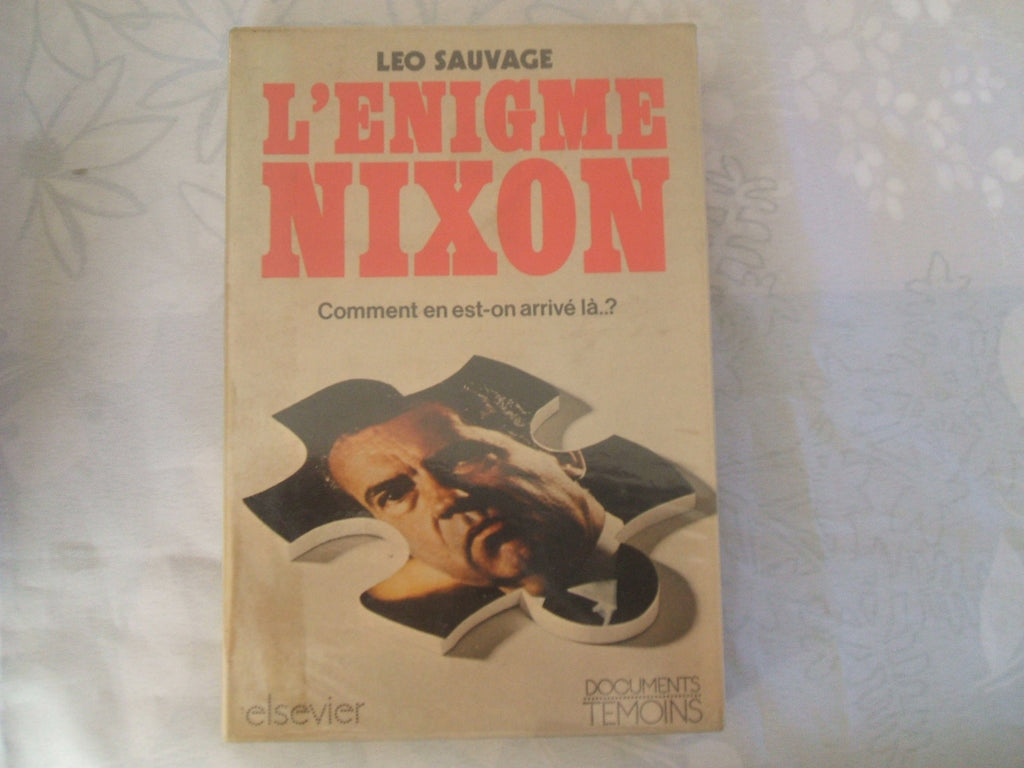 LEO SAUVAGE
L'ENIGME
NIXON
Comment en est-on arrivé là..?
elsevier
DOCUMENTS
TEMOINS